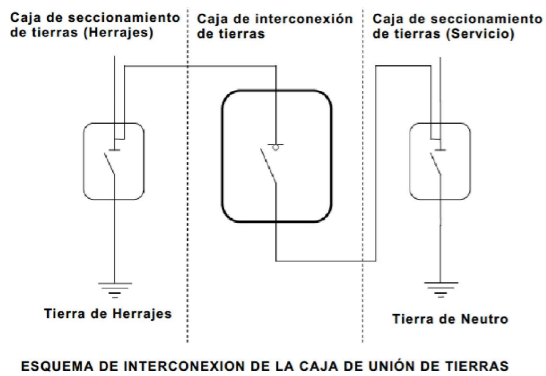 Caja de seccionamiento
de tierras (Herrajes)
Caja de interconexión
de tierras
Caja de seccionamiento
de tierras (Servicio)
Tierra de Herrajes
Tierra de Neutro
ESQUEMA DE INTERCONEXION DE LA CAJA DE UNIÓN DE TIERRAS